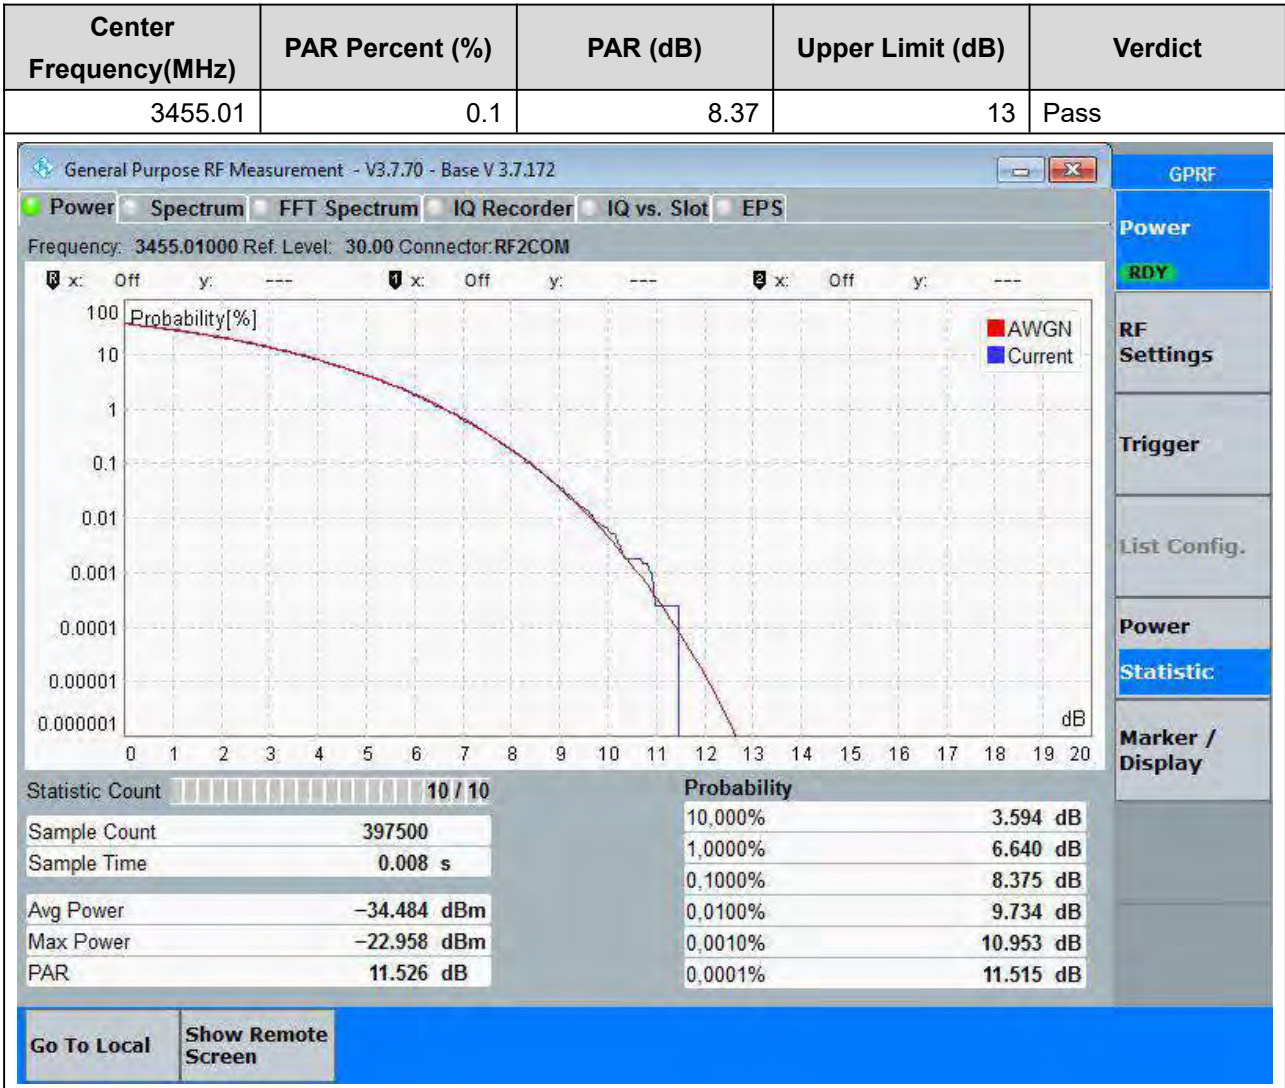 Center Frequency(MHz) PAR Percent (%) PAR (dB) Upper Limit (dB) Verdict
3455.01 0.1 8.37 13 Pass
General Purpose RF Measurement - V3.7.70 - Base V 3.7.172
GPRF
Power Spectrum FFT Spectrum IQ Recorder IQ vs. Slot EPS
Frequency: 3455.01000 Ref. Level: 30.00 Connector:RF2COM
R x: Off y: --- 1 x: Off y: --- 2 x: Off y: ---
Probability[%]
AWGN
Current
100
10
1
0.1
0.01
0.001
0.0001
0.00001
0.000001
dB
0 1 2 3 4 5 6 7 8 9 10 11 12 13 14 15 16 17 18 19 20
Statistic Count 10 / 10
Sample Count 397500
Sample Time 0.008 s
Avg Power −34.484 dBm
Max Power −22.958 dBm
PAR 11.526 dB
Probability
10,000% 3.594 dB
1,0000% 6.640 dB
0,1000% 8.375 dB
0,0100% 9.734 dB
0,0010% 10.953 dB
0,0001% 11.515 dB
Power
RDY
RF
Settings
Trigger
List Config.
Power
Statistic
Marker /
Display
Go To Local
Show Remote
Screen